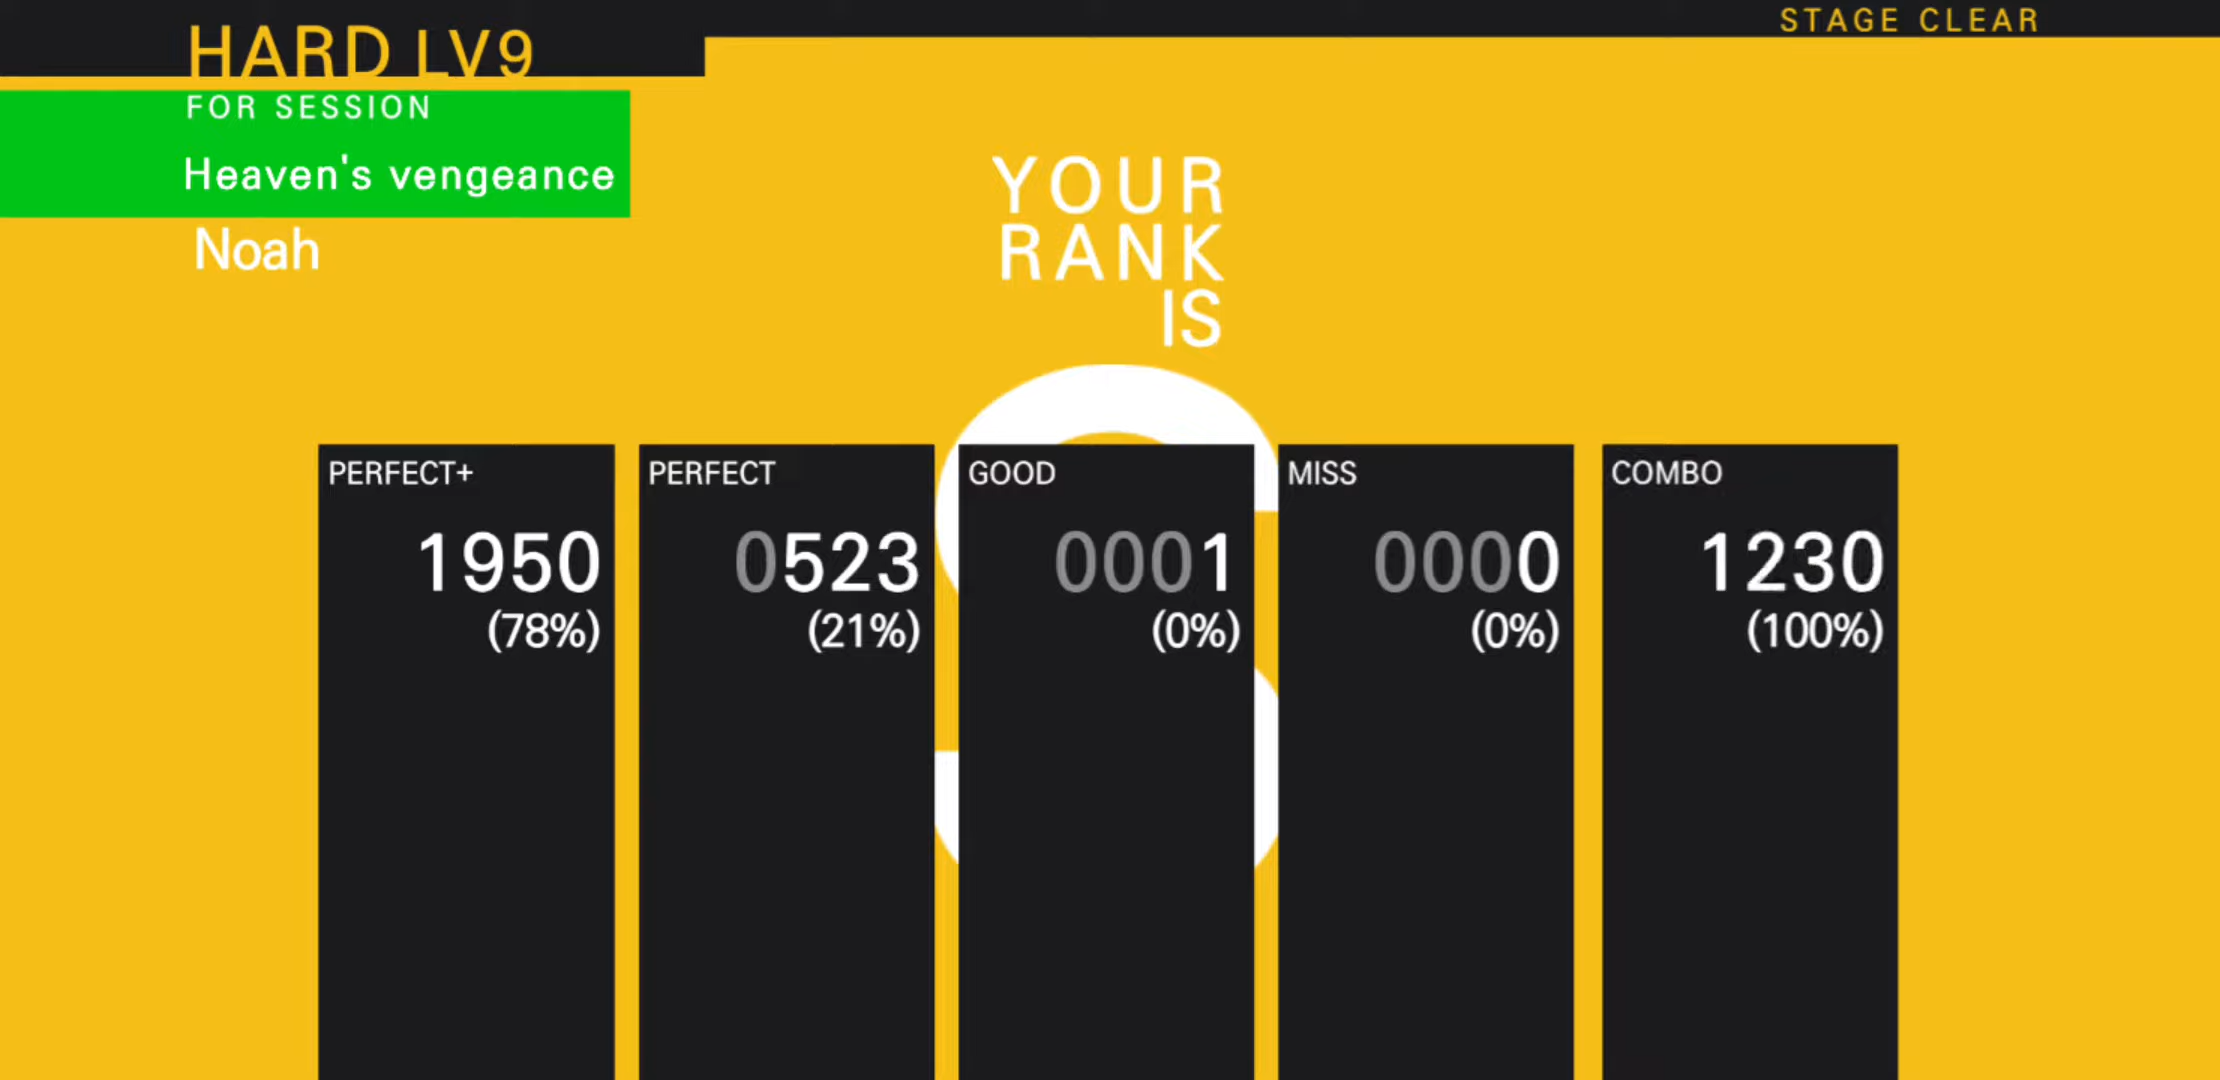 HARD LV9
STAGE CLEAR
FOR SESSION
Heaven's vengeance
Noah
YOUR
RANK
IS
PERFECT+
1950
(78%)
PERFECT
0523
(21%)
GOOD
0001
(0%)
MISS
0000
(0%)
COMBO
1230
(100%)